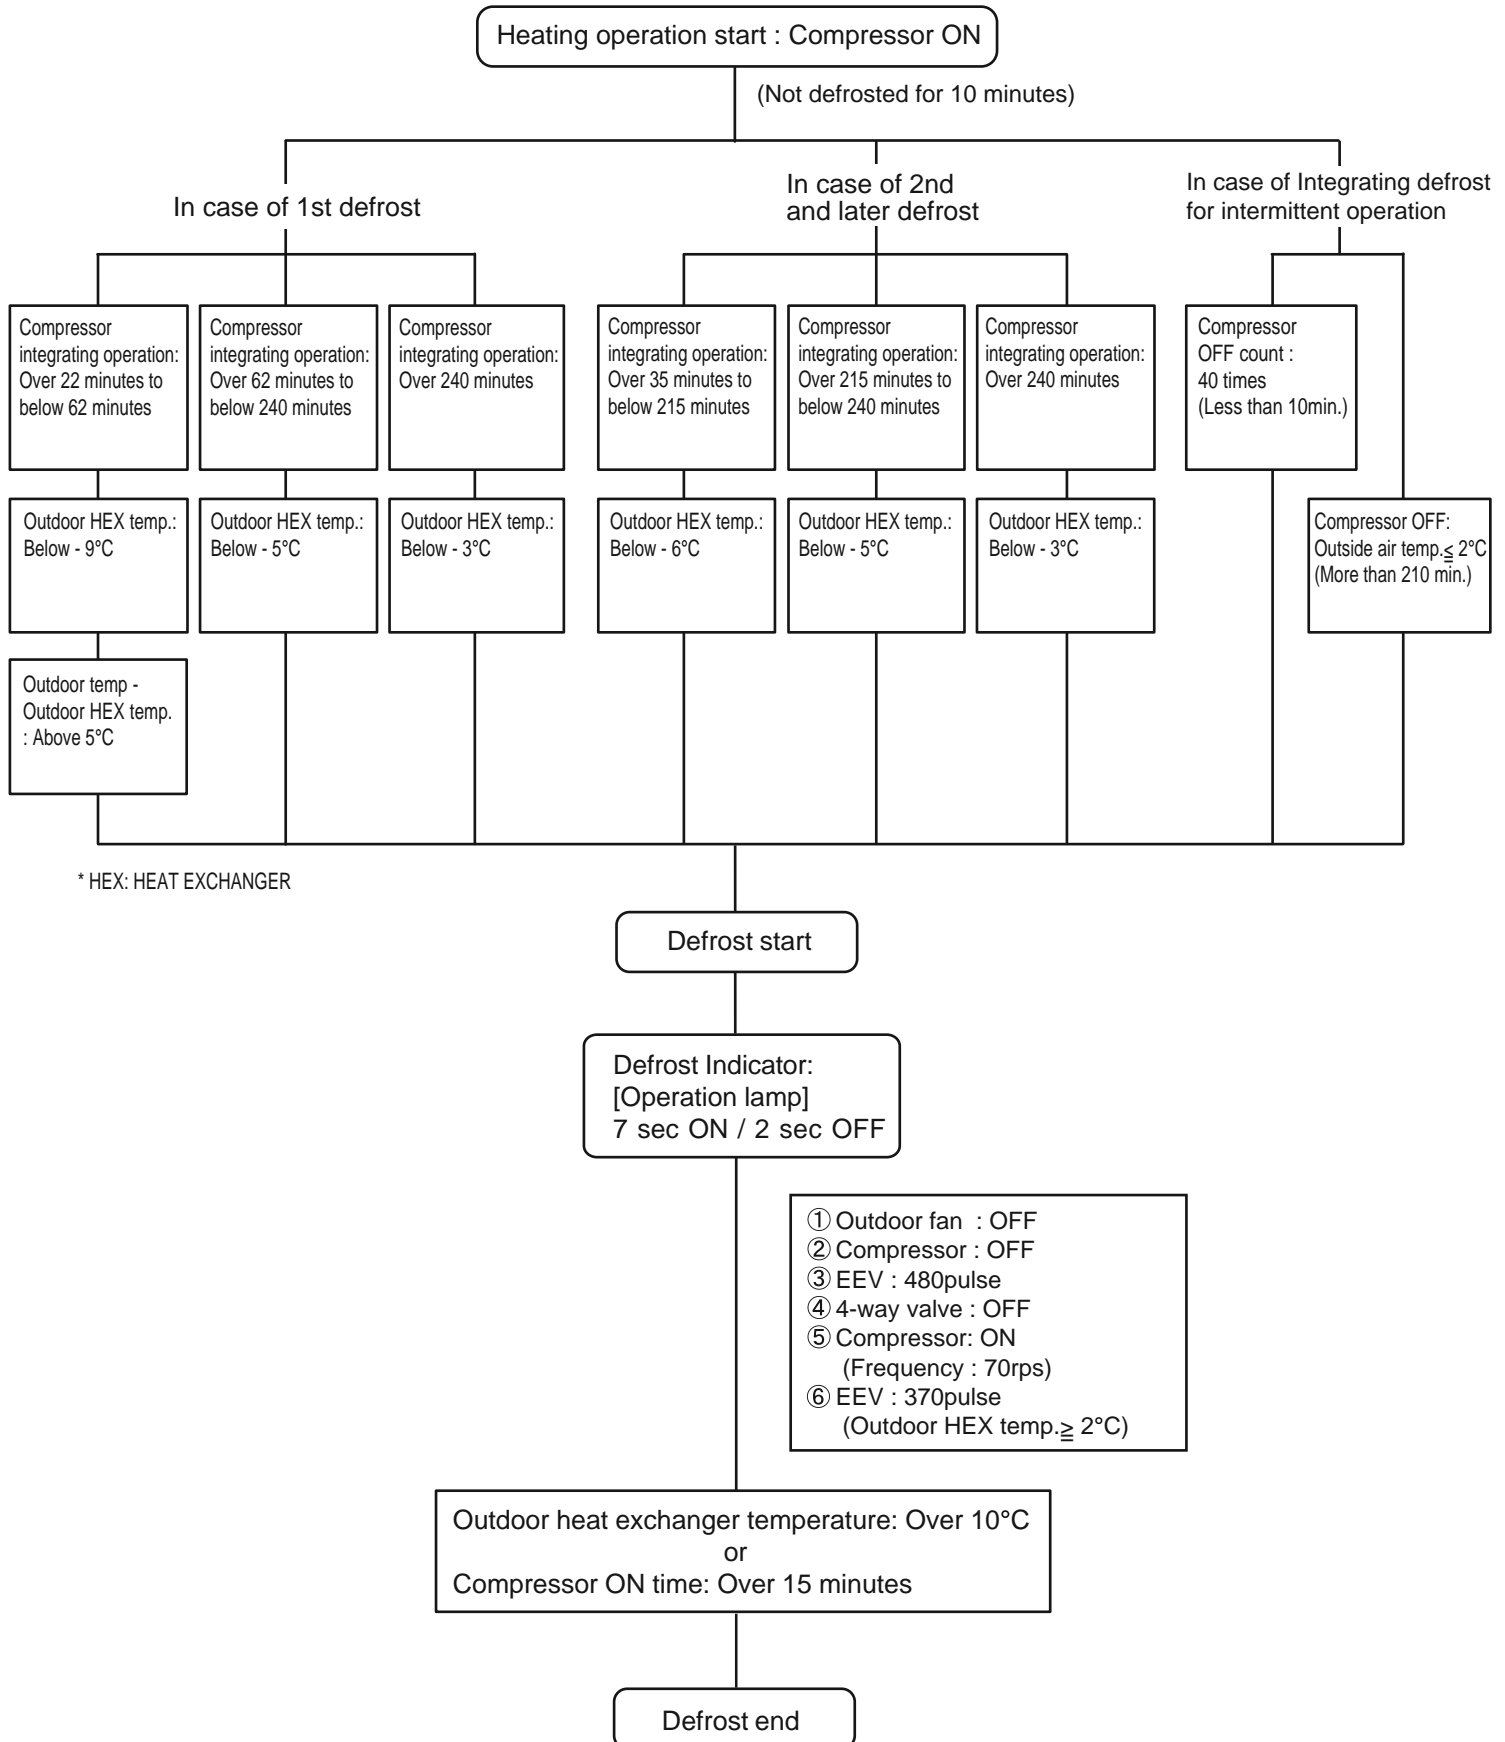 Heating operation start : Compressor ON
(Not defrosted for 10 minutes)
In case of 1st defrost
In case of 2nd
and later defrost
In case of Integrating defrost
for intermittent operation
Compressor
integrating operation:
Over 22 minutes to
below 62 minutes
Compressor
integrating operation:
Over 62 minutes to
below 240 minutes
Compressor
integrating operation:
Over 240 minutes
Compressor
integrating operation:
Over 35 minutes to
below 215 minutes
Compressor
integrating operation:
Over 215 minutes to
below 240 minutes
Compressor
integrating operation:
Over 240 minutes
Compressor
OFF count :
40 times
(Less than 10min.)
Outdoor HEX temp.:
Below - 9°C
Outdoor HEX temp.:
Below - 5°C
Outdoor HEX temp.:
Below - 3°C
Outdoor HEX temp.:
Below - 6°C
Outdoor HEX temp.:
Below - 5°C
Outdoor HEX temp.:
Below - 3°C
Compressor OFF:
Outside air temp.≦ 2°C
(More than 210 min.)
Outdoor temp -
Outdoor HEX temp.
: Above 5°C
* HEX: HEAT EXCHANGER
Defrost start
Defrost Indicator:
[Operation lamp]
7 sec ON / 2 sec OFF
① Outdoor fan : OFF
② Compressor : OFF
③ EEV : 480pulse
④ 4-way valve : OFF
⑤ Compressor: ON
(Frequency : 70rps)
⑥ EEV : 370pulse
(Outdoor HEX temp.≧ 2°C)
Outdoor heat exchanger temperature: Over 10°C
or
Compressor ON time: Over 15 minutes
Defrost end